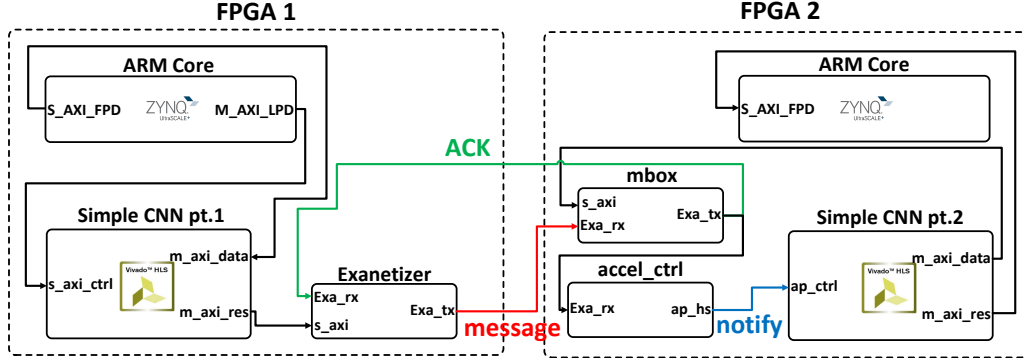 FPGA 1
FPGA 2
ARM Core
S_AXI_FPD
ZYNQ
UltraSCALE+
M_AXI_LPD
ARM Core
S_AXI_FPD
ZYNQ
UltraSCALE+
ACK
mbox
s_axi
Exa_rx
Exa_tx
Simple CNN pt.1
m_axi_data
Vivado™ HLS
s_axi_ctrl
m_axi_res
Exanetizer
Exa_rx
Exa_tx
s_axi
message
accel_ctrl
Exa_rx
ap_hs
notify
Simple CNN pt.2
m_axi_data
Vivado™ HLS
ap_ctrl
m_axi_res